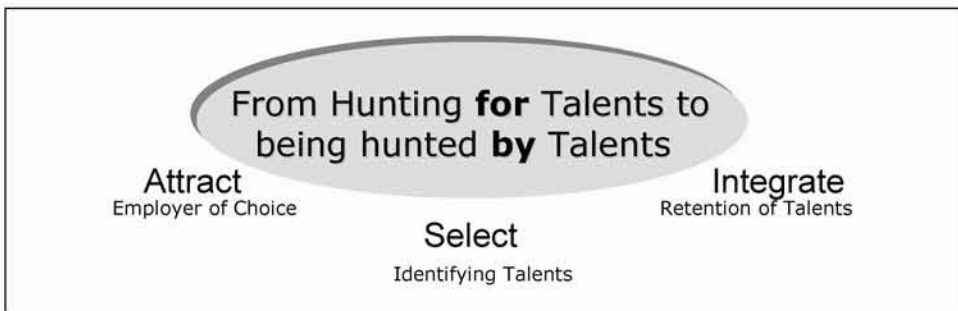 From Hunting for Talents to
being hunted by Talents
Attract
Employer of Choice
Select
Identifying Talents
Integrate
Retention of Talents